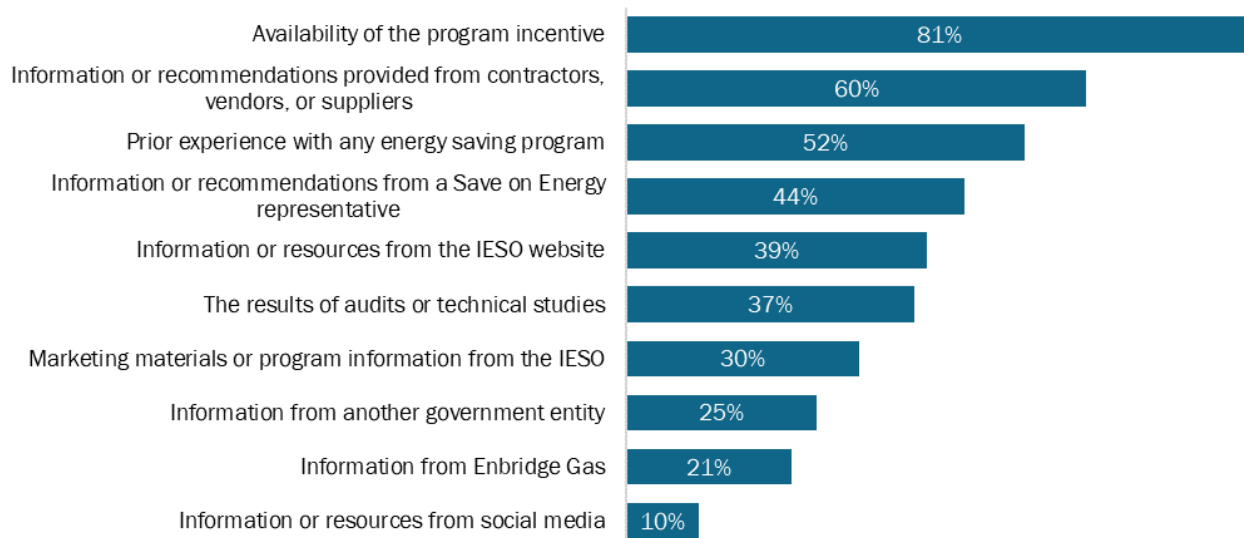 Availability of the program incentive
81%
Information or recommendations provided from contractors,
vendors, or suppliers
60%
Prior experience with any energy saving program
52%
Information or recommendations from a Save on Energy
representative
44%
Information or resources from the IESO website
39%
The results of audits or technical studies
37%
Marketing materials or program information from the IESO
30%
Information from another government entity
25%
Information from Enbridge Gas
21%
Information or resources from social media
10%